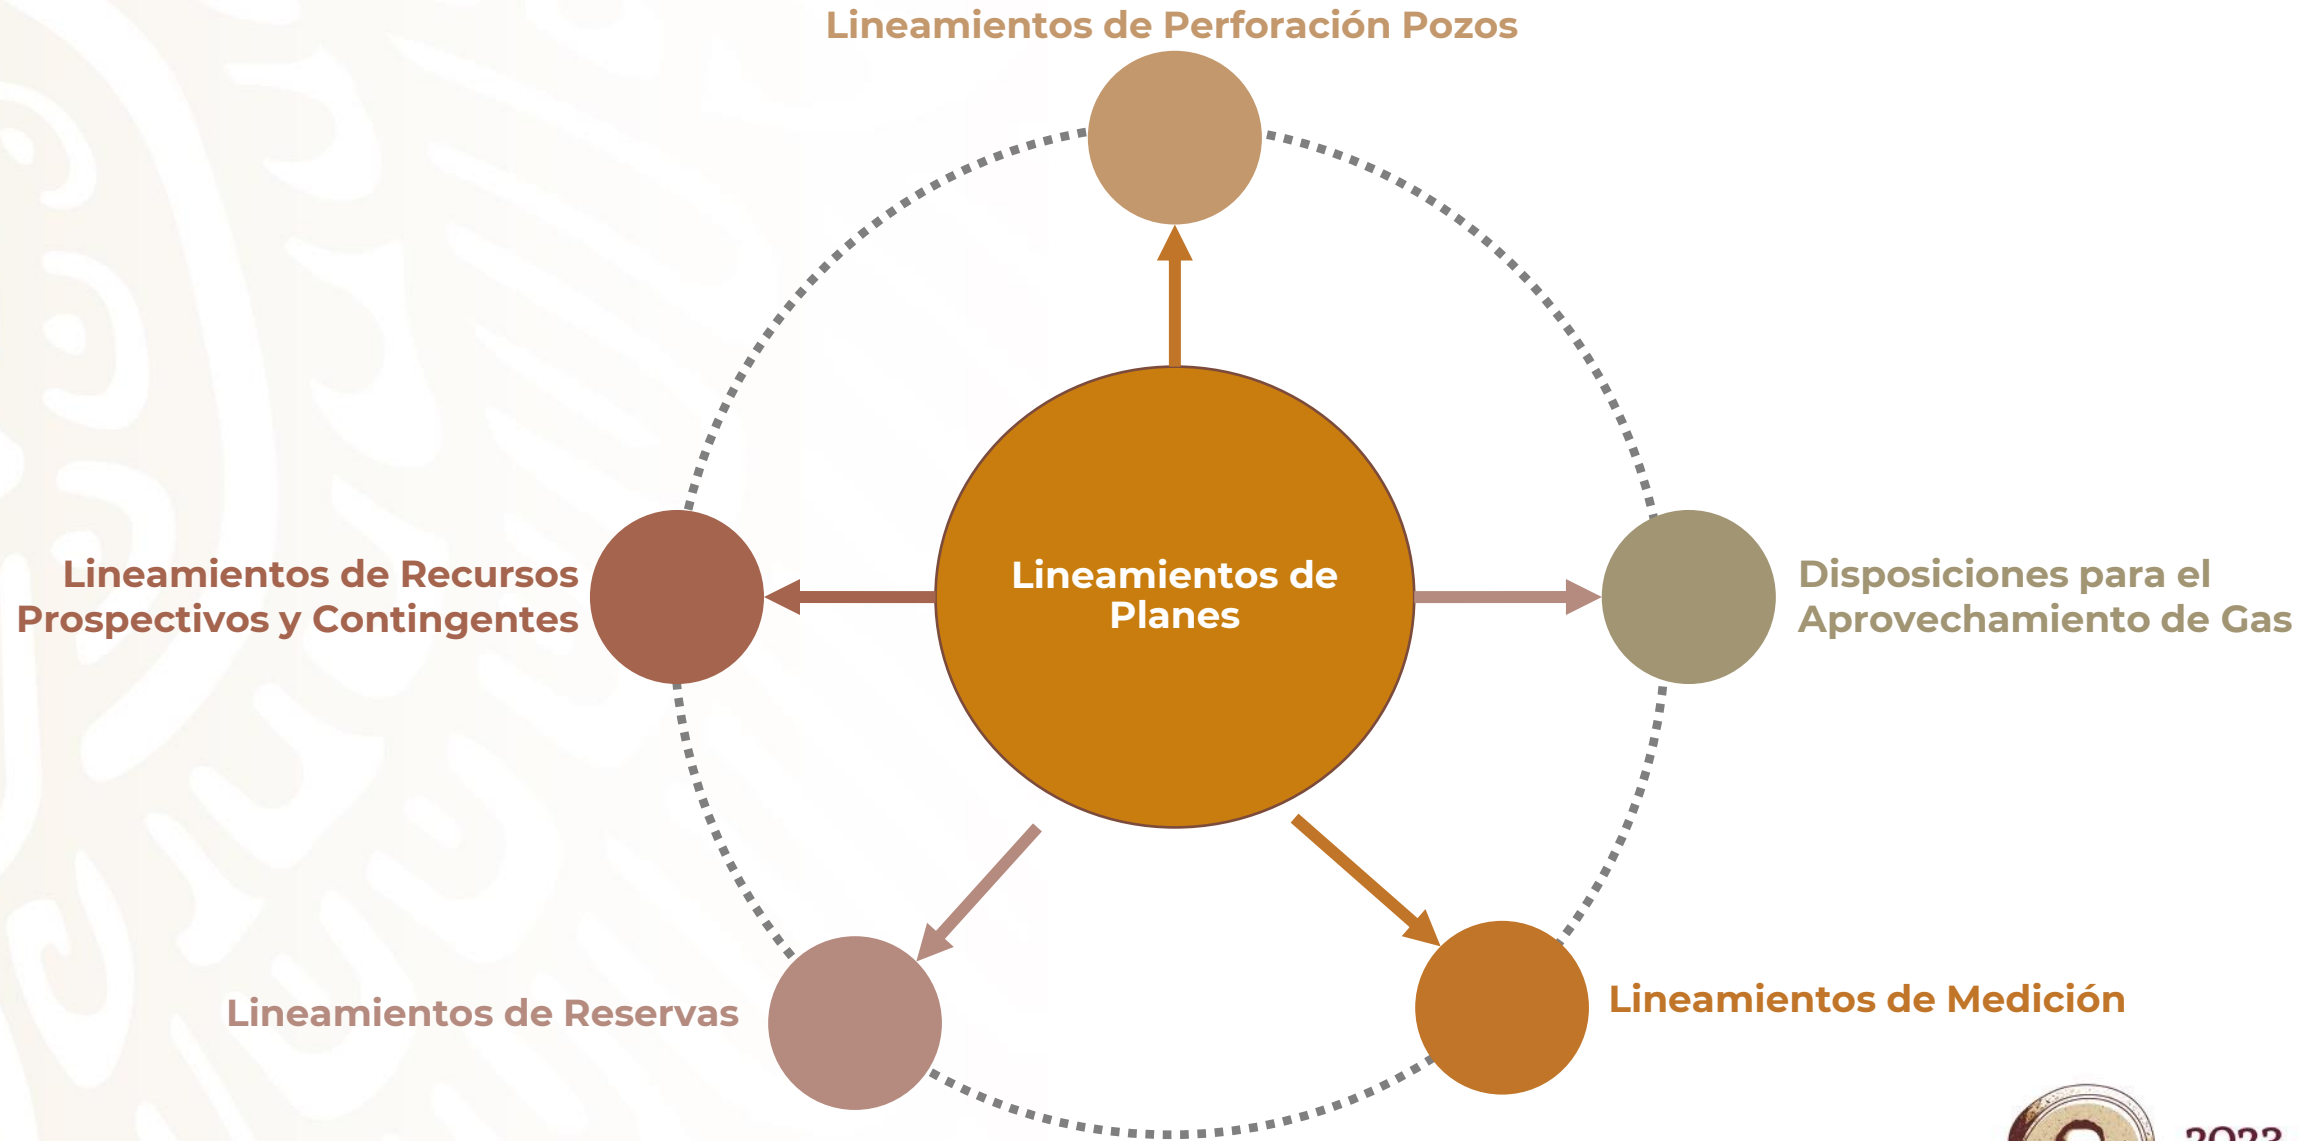 Lineamientos de Perforación Pozos
Lineamientos de Recursos
Prospectivos y Contingentes
Lineamientos de
Planes
Disposiciones para el
Aprovechamiento de Gas
Lineamientos de Reservas
Lineamientos de Medición